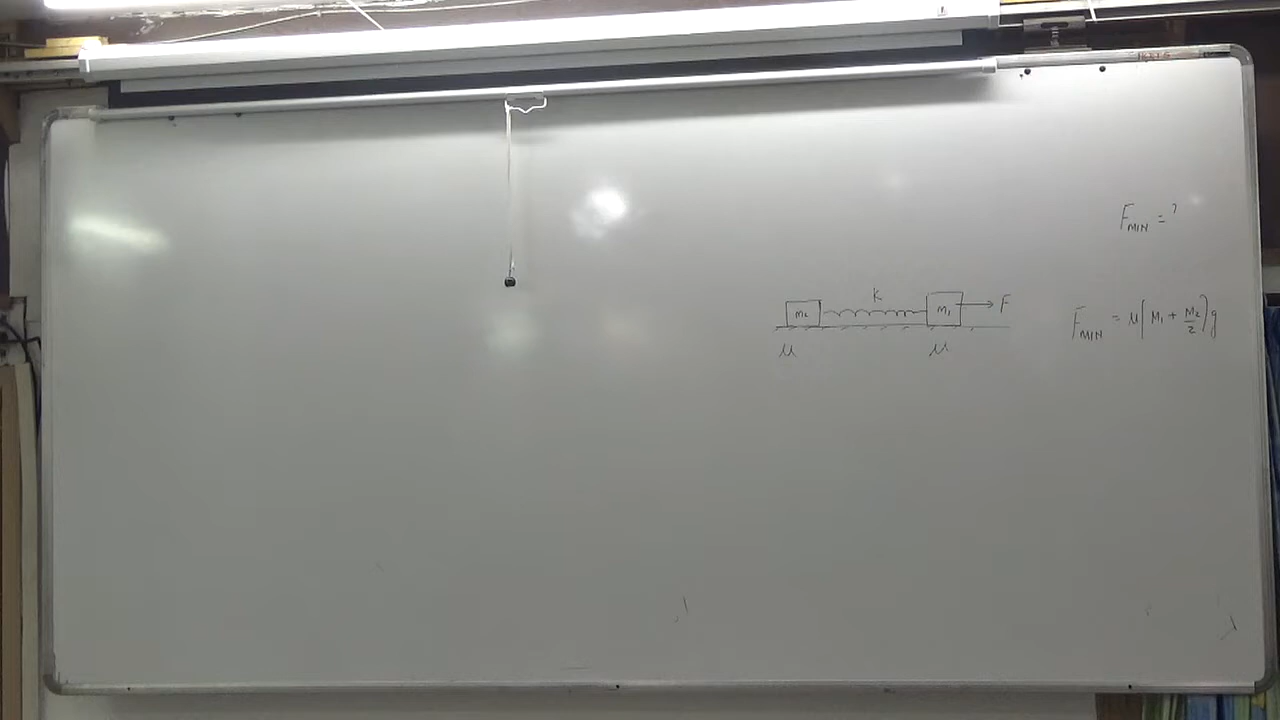 F_MIN = ?
K
m₂ m₁ F
μ μ
F_MIN = μ(M₁ + M₂/2)g